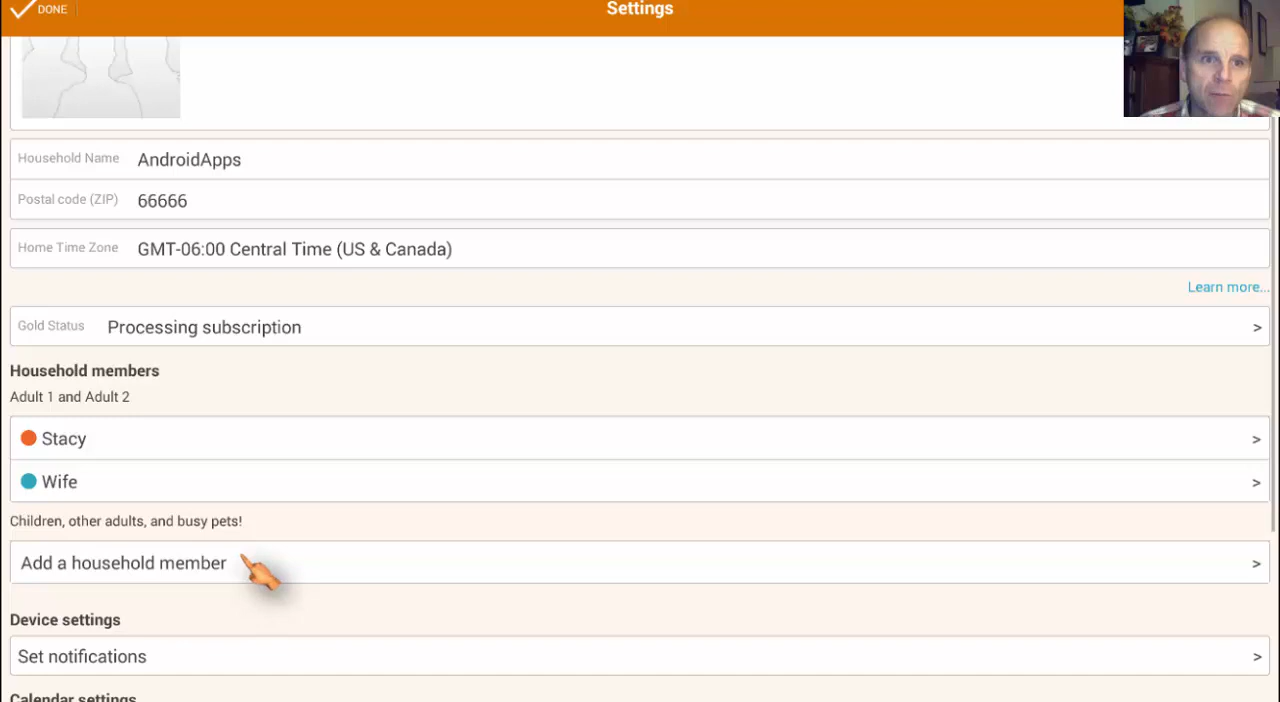 DONE
Settings
Household Name AndroidApps
Postal code (ZIP) 66666
Home Time Zone GMT-06:00 Central Time (US & Canada)
Learn more...
Gold Status Processing subscription >
Household members
Adult 1 and Adult 2
Stacy >
Wife >
Children, other adults, and busy pets!
Add a household member >
Device settings
Set notifications >
Calendar settings